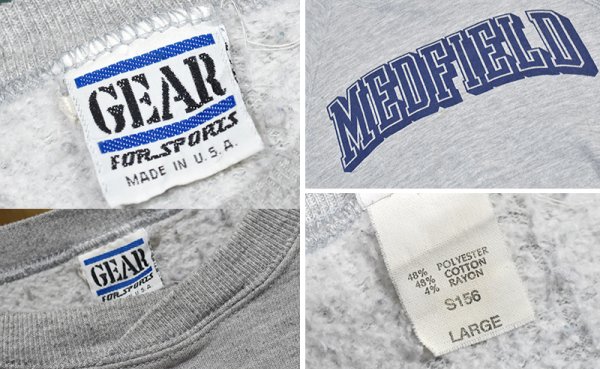 GEAR
FOR SPORTS
MADE IN U.S.A.
MEDFIELD
GEAR
FOR SPORTS
U.S.A.
48% POLYESTER
48% COTTON
4% RAYON
S156
LARGE